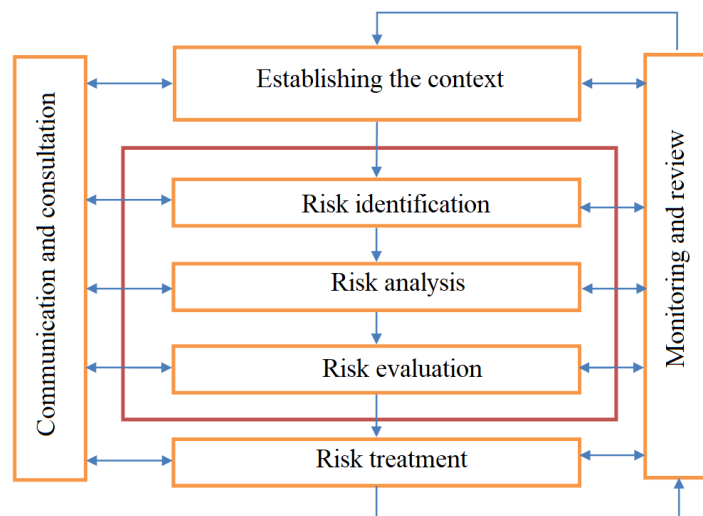 Establishing the context
Communication and consultation
Risk identification
Risk analysis
Risk evaluation
Risk treatment
Monitoring and review